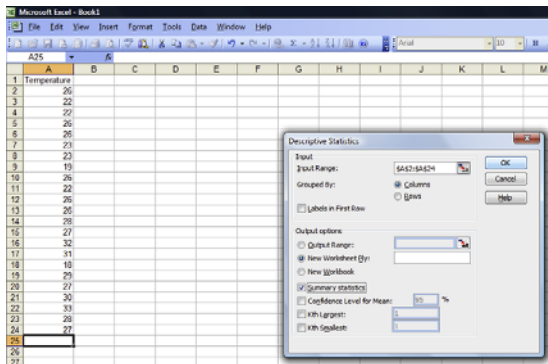 Microsoft Excel - Book1
File Edit View Insert Format Tools Data Window Help
Arial 10 B
A25 fx
A B C D E F G H I J K L M
1 Temperature
2 26
3 22
4 22
5 26
6 26
7 23
8 23
9 19
10 26
11 22
12 26
13 26
14 28
15 27
16 32
17 31
18 18
19 29
20 27
21 30
22 33
23 28
24 27
25
26
27
Descriptive Statistics
Input
Input Range: $A$2:$A$24
Grouped By: Columns
Rows
Labels in First Row
Output options
Output Range:
New Worksheet Ply:
New Workbook
Summary statistics
Confidence Level for Mean: 95 %
Kth Largest: 1
Kth Smallest: 1
OK
Cancel
Help